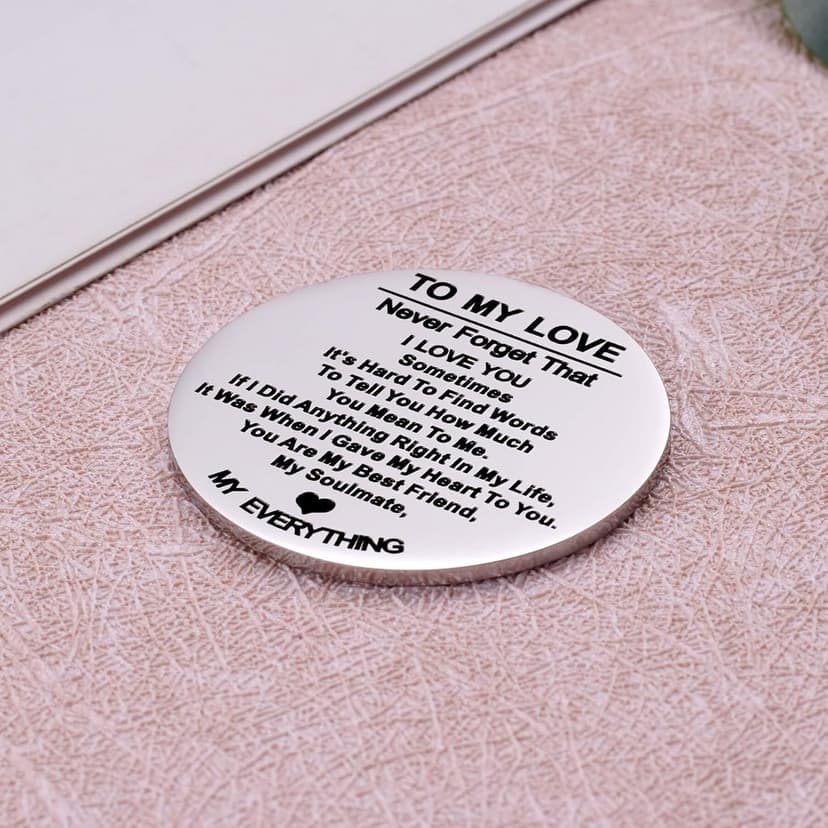 TO MY LOVE
Never Forget That
I LOVE YOU
Sometimes
It's Hard To Find Words
To Tell You How Much
You Mean To Me.
If I Did Anything Right In My Life,
It Was When I Gave My Heart To You.
You Are My Best Friend,
My Soulmate,
MY EVERYTHING